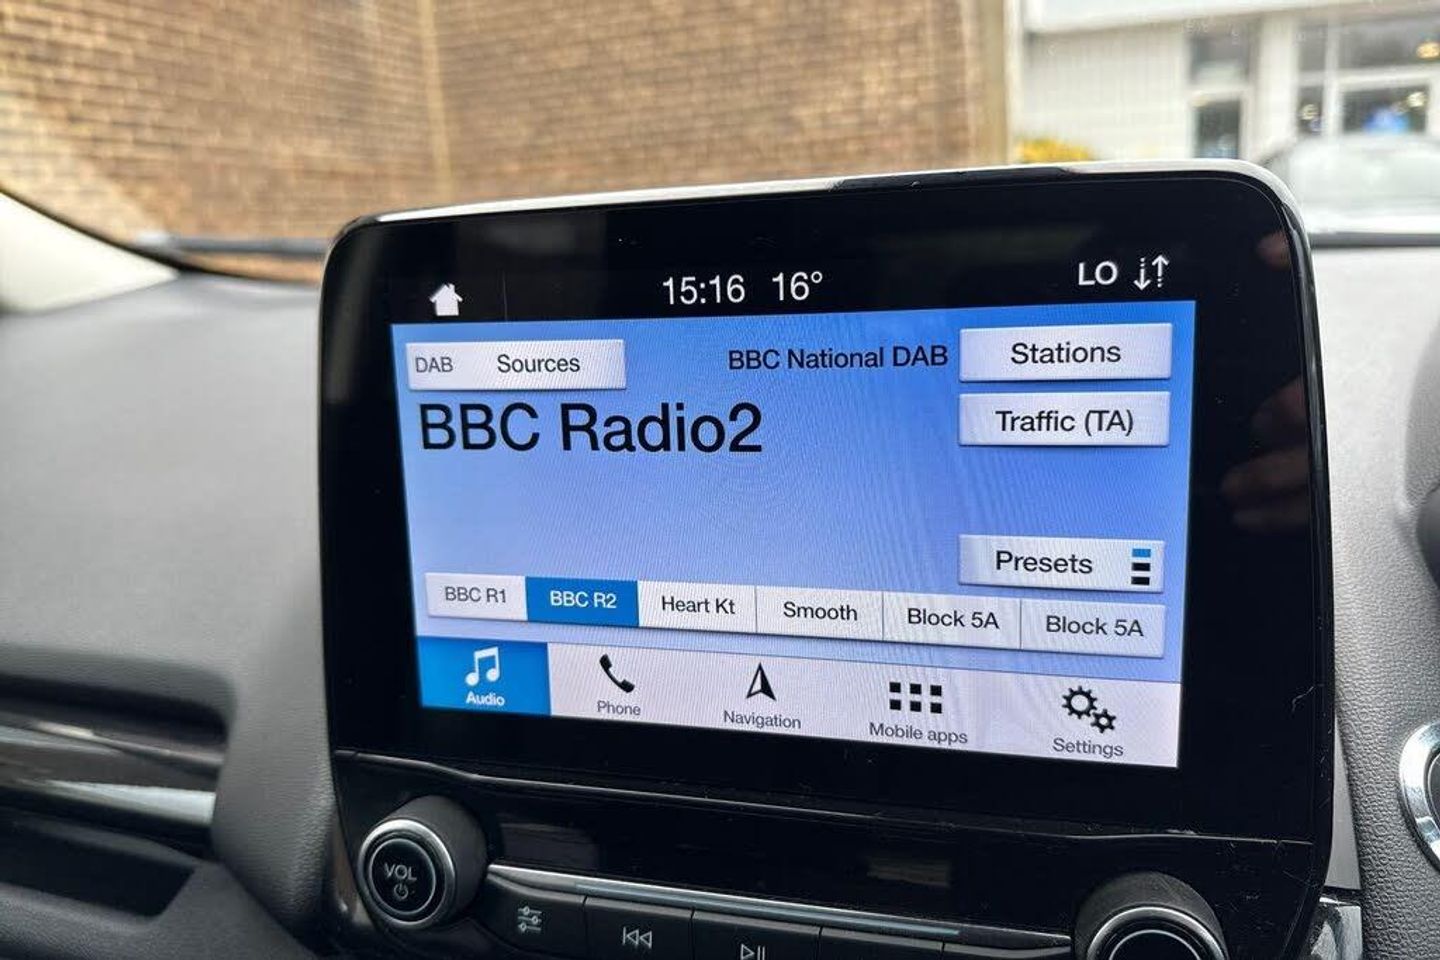 15:16 16° LO
DAB Sources
BBC National DAB
Stations
BBC Radio2
Traffic (TA)
Presets
BBC R1
BBC R2
Heart Kt
Smooth
Block 5A
Block 5A
Audio
Phone
Navigation
Mobile apps
Settings
VOL